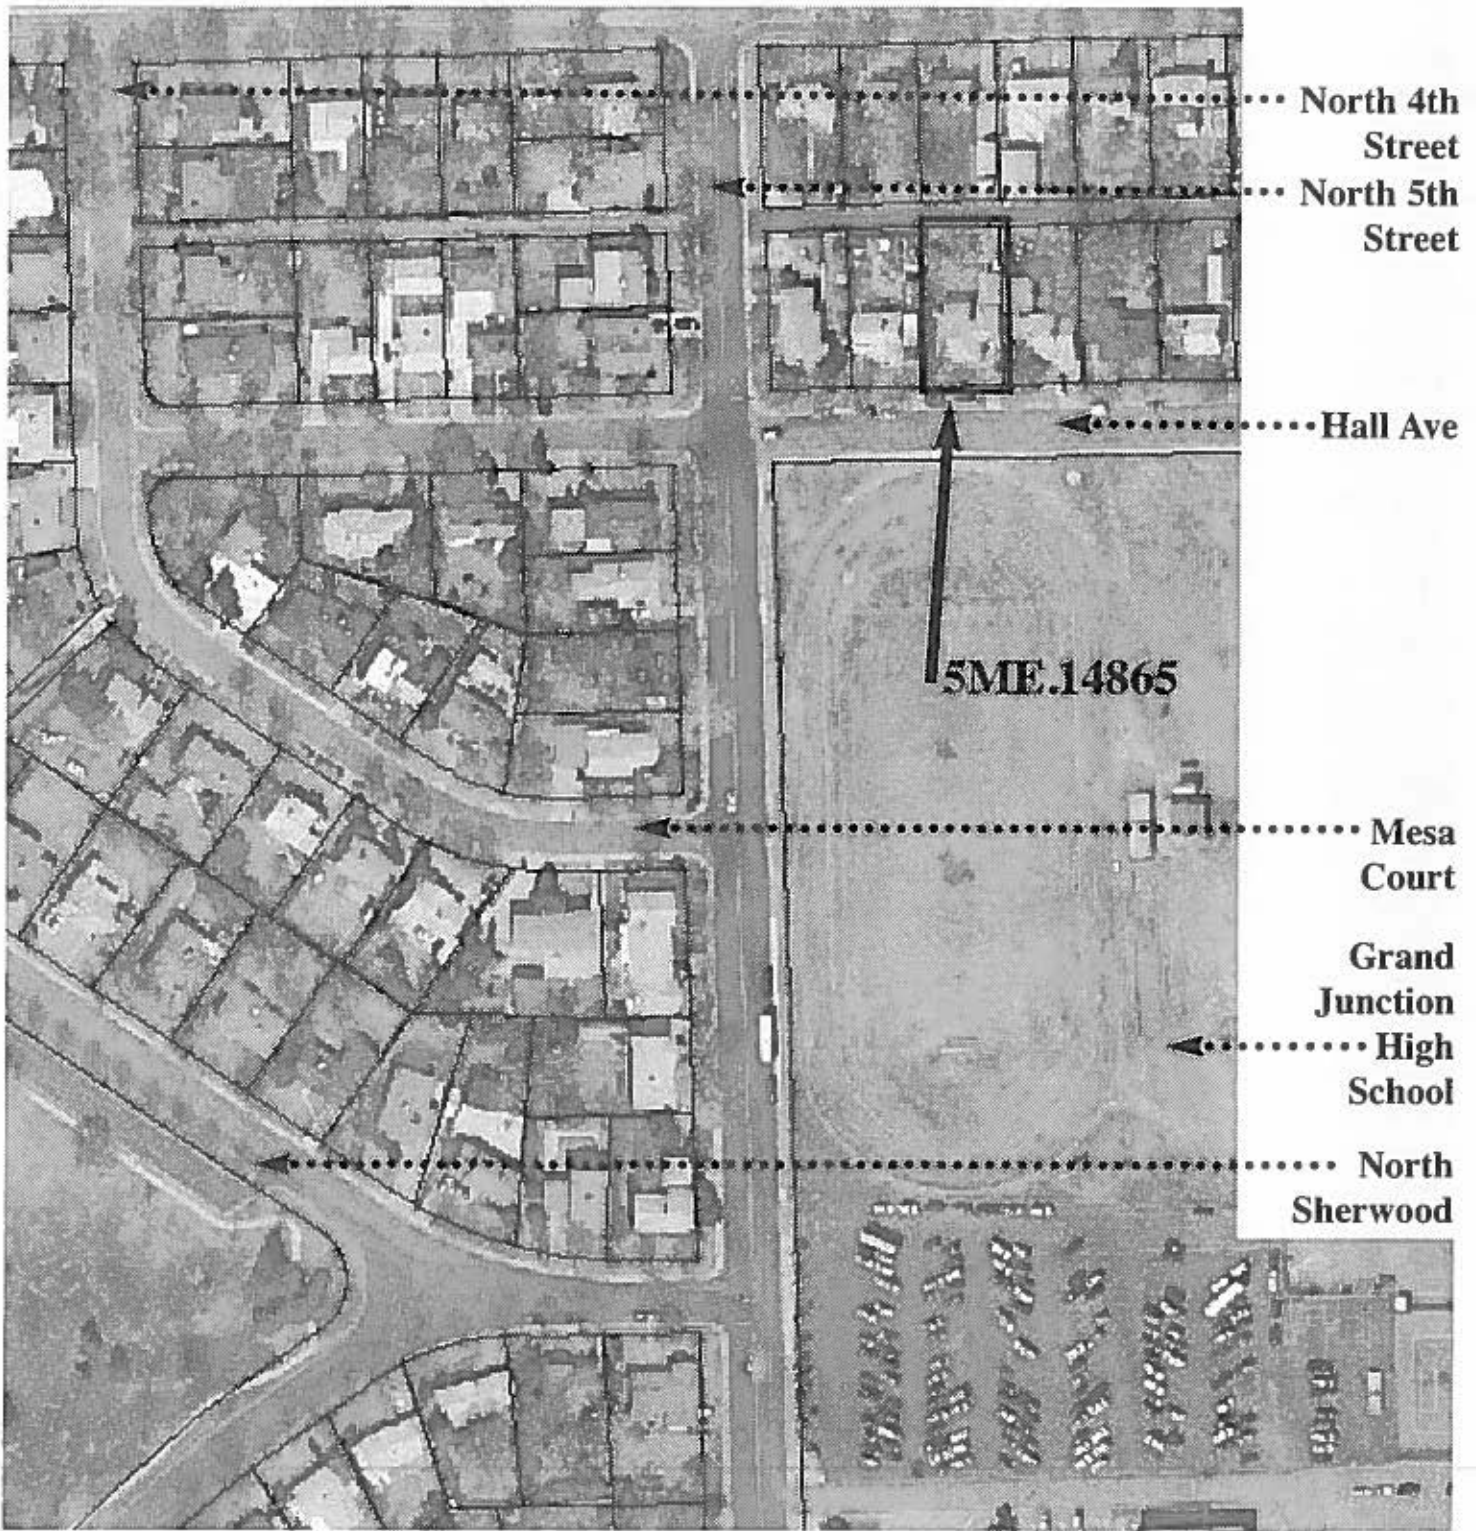 North 4th
Street
North 5th
Street
Hall Ave
5ME.14865
Mesa
Court
Grand
Junction
High
School
North
Sherwood